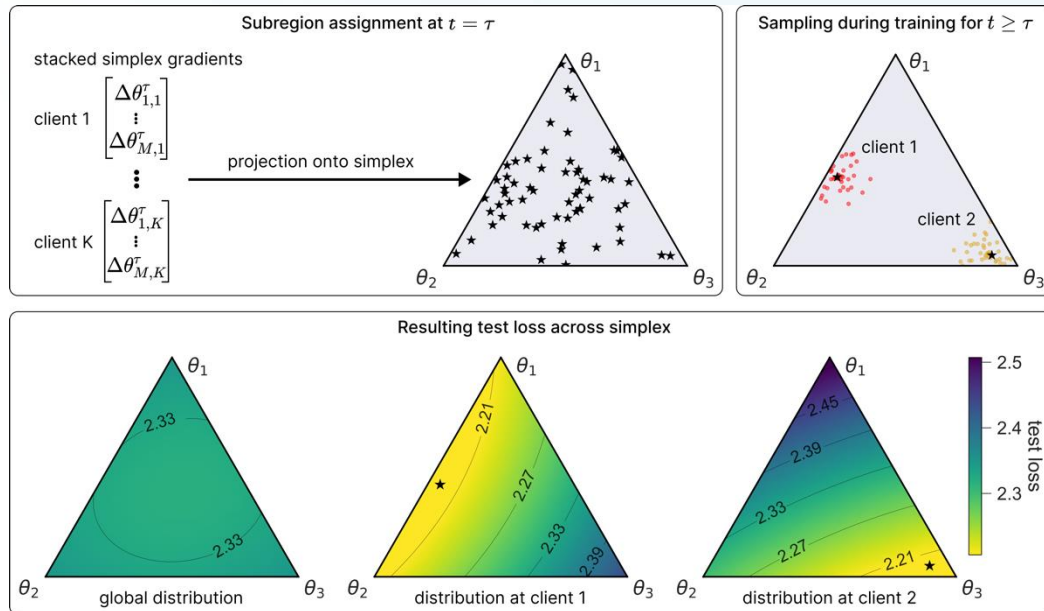 Subregion assignment at t = τ
stacked simplex gradients
client 1
Δθ^τ_{1,1}
⋮
Δθ^τ_{M,1}
⋮
client K
Δθ^τ_{1,K}
⋮
Δθ^τ_{M,K}
projection onto simplex
θ₁
θ₂
θ₃
Sampling during training for t ≥ τ
θ₁
client 1
client 2
θ₂
θ₃
Resulting test loss across simplex
θ₁
2.33
2.33
θ₂
θ₃
global distribution
θ₁
2.21
2.27
2.33
2.39
θ₂
θ₃
distribution at client 1
θ₁
2.45
2.39
2.33
2.27
2.21
θ₂
θ₃
distribution at client 2
2.5
2.4
2.3
test loss